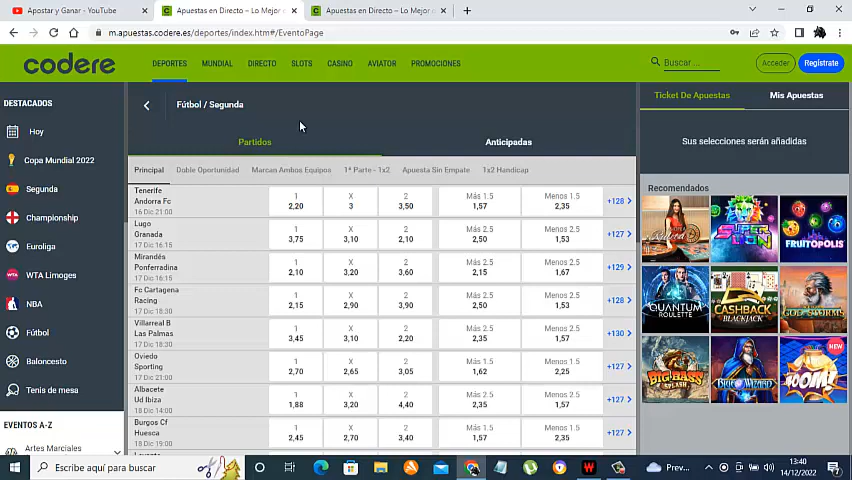 Apostar y Ganar - YouTube
Apuestas en Directo – Lo Mejor
Apuestas en Directo – Lo Mejor
m.apuestas.codere.es/deportes/index.htm#/EventoPage
codere
DEPORTES MUNDIAL DIRECTO SLOTS CASINO AVIATOR PROMOCIONES
Buscar ...
Acceder
Regístrate
DESTACADOS
Hoy
Copa Mundial 2022
Segunda
Championship
Euroliga
WTA Limoges
NBA
Fútbol
Baloncesto
Tenis de mesa
EVENTOS A-Z
Artes Marciales
Fútbol / Segunda
Partidos Anticipadas
Principal Doble Oportunidad Marcan Ambos Equipos 1ª Parte - 1x2 Apuesta Sin Empate 1x2 Handicap
Tenerife
Andorra Fc
16 Dic 21:00
1 X 2 Más 1.5 Menos 1.5
2,20 3 3,50 1,57 2,35
+128
Lugo
Granada
17 Dic 16:15
1 X 2 Más 2.5 Menos 2.5
3,75 3,10 2,10 2,50 1,53
+127
Mirandés
Ponferradina
17 Dic 16:15
1 X 2 Más 2.5 Menos 2.5
2,10 3,20 3,60 2,15 1,67
+129
Fc Cartagena
Racing
17 Dic 18:30
1 X 2 Más 2.5 Menos 2.5
2,15 2,90 3,90 2,50 1,53
+128
Villarreal B
Las Palmas
17 Dic 18:30
1 X 2 Más 2.5 Menos 2.5
3,45 3,10 2,20 2,35 1,57
+130
Oviedo
Sporting
17 Dic 21:00
1 X 2 Más 1.5 Menos 1.5
2,70 2,65 3,05 1,62 2,25
+127
Albacete
Ud Ibiza
18 Dic 14:00
1 X 2 Más 2.5 Menos 2.5
1,88 3,20 4,40 2,35 1,57
+127
Burgos Cf
Huesca
18 Dic 19:00
1 X 2 Más 1.5 Menos 1.5
2,45 2,70 3,40 1,57 2,35
+127
Ticket De Apuestas Mis Apuestas
Sus selecciones serán añadidas
Recomendados
FRUITOPOLIS
QUANTUM
ROULETTE
CASHBACK
BLACKJACK
BIG BASS
SPLASH
BLUE WIZARD
NEW
Escribe aquí para buscar
Prev...
13:40
14/12/2022